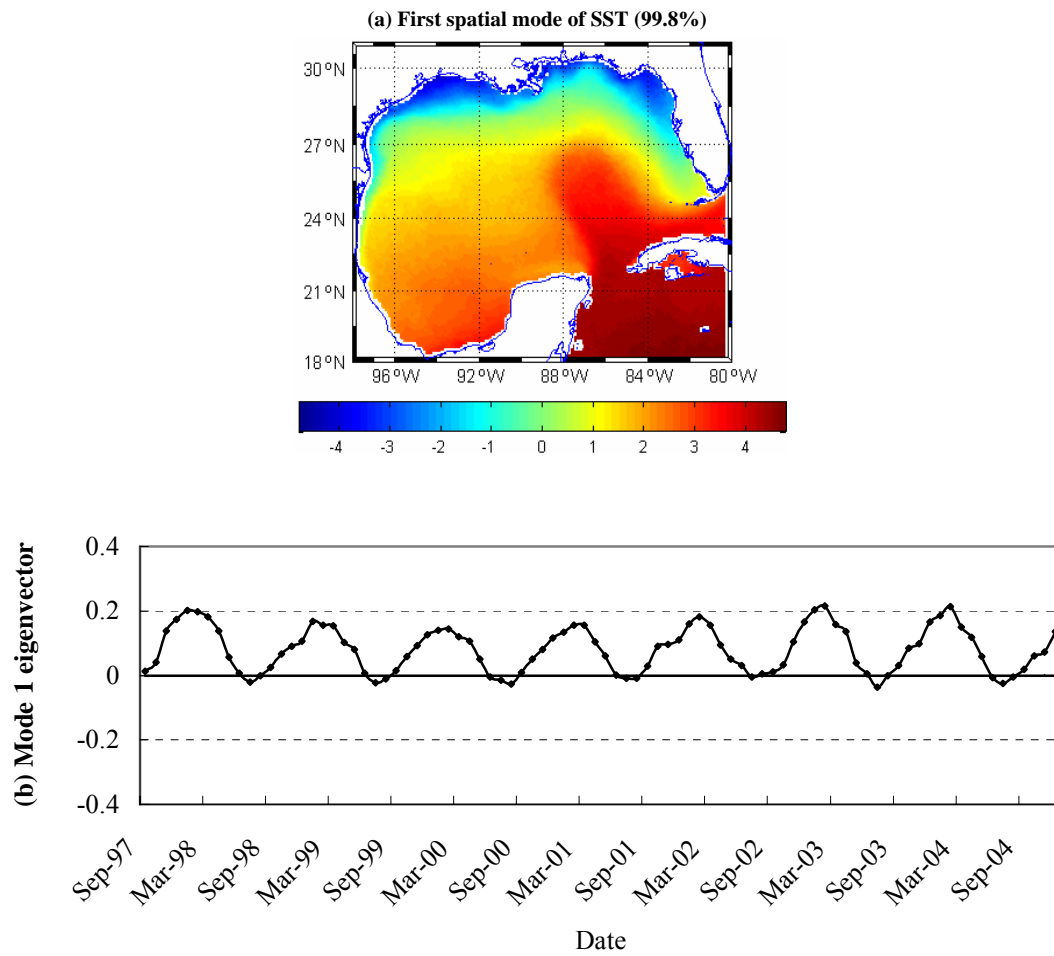 (a) First spatial mode of SST (99.8%)
30°N
27°N
24°N
21°N
18°N
96°W 92°W 88°W 84°W 80°W
-4 -3 -2 -1 0 1 2 3 4
(b) Mode 1 eigenvector
0.4
0.2
0
-0.2
-0.4
Sep-97 Mar-98 Sep-98 Mar-99 Sep-99 Mar-00 Sep-00 Mar-01 Sep-01 Mar-02 Sep-02 Mar-03 Sep-03 Mar-04 Sep-04
Date